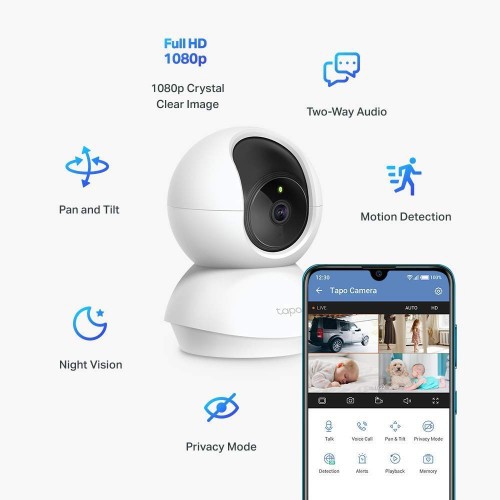 Full HD
1080p
1080p Crystal
Clear Image
Two-Way Audio
Pan and Tilt
Motion Detection
tapo
Night Vision
Privacy Mode
12:30
100%
Tapo Camera
LIVE
AUTO
HD
Talk
Voice Call
Pan & Tilt
Privacy Mode
Detection
Alerts
Playback
Memory